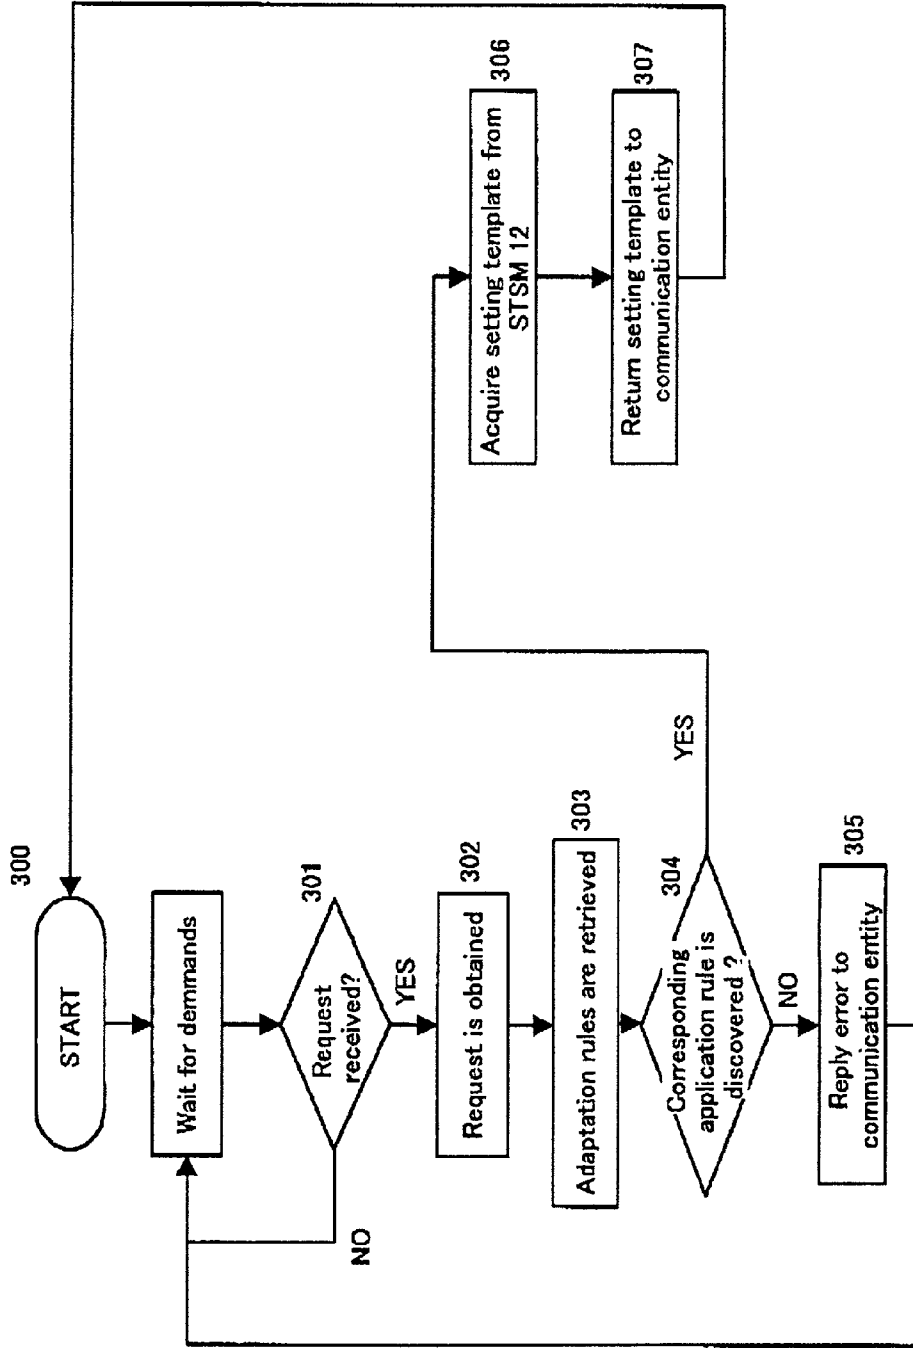 300
START
Wait for demmands
301
Request
received?
NO
YES
302
Request is obtained
303
Adaptation rules are retrieved
304
Corresponding
application rule is
discovered ?
YES
NO
305
Reply error to
communication entity
306
Acquire setting template from
STSM 12
307
Return setting template to
communication entity